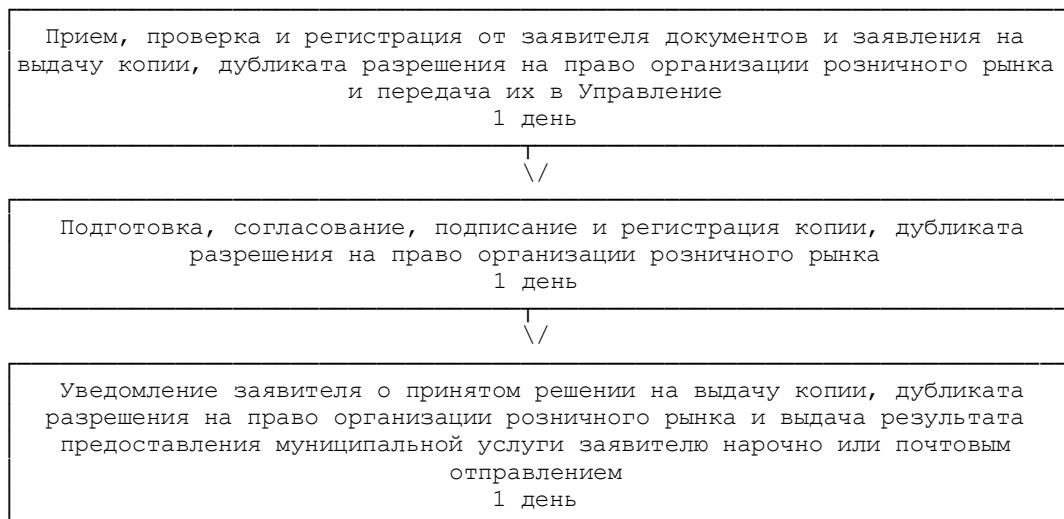 Прием, проверка и регистрация от заявителя документов и заявления на
выдачу копии, дубликата разрешения на право организации розничного рынка
и передача их в Управление
1 день
\/
Подготовка, согласование, подписание и регистрация копии, дубликата
разрешения на право организации розничного рынка
1 день
\/
Уведомление заявителя о принятом решении на выдачу копии, дубликата
разрешения на право организации розничного рынка и выдача результата
предоставления муниципальной услуги заявителю нарочно или почтовым
отправлением
1 день